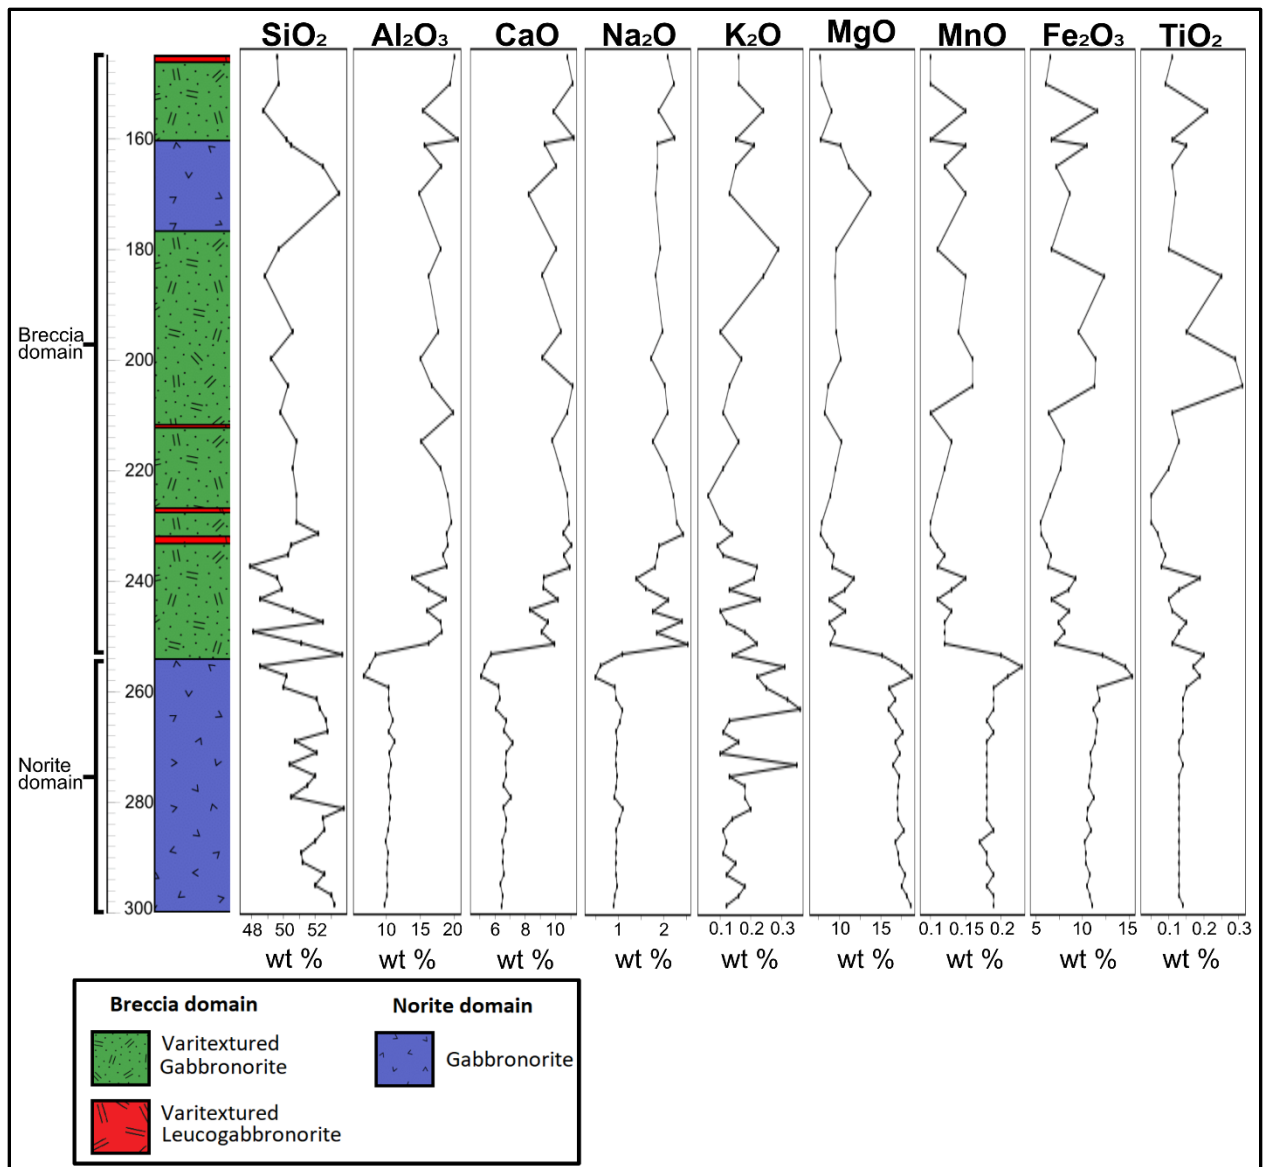 SiO₂ Al₂O₃ CaO Na₂O K₂O MgO MnO Fe₂O₃ TiO₂
160
180
Breccia
domain
200
220
240
260
Norite
domain
280
300
48 50 52 10 15 20 6 8 10 1 2 0.1 0.2 0.3 10 15 0.1 0.15 0.2 5 10 15 0.1 0.2 0.3
wt % wt % wt % wt % wt % wt % wt % wt % wt %
Breccia domain Norite domain
Varitextured
Gabbronorite
Gabbronorite
Varitextured
Leucogabbronorite